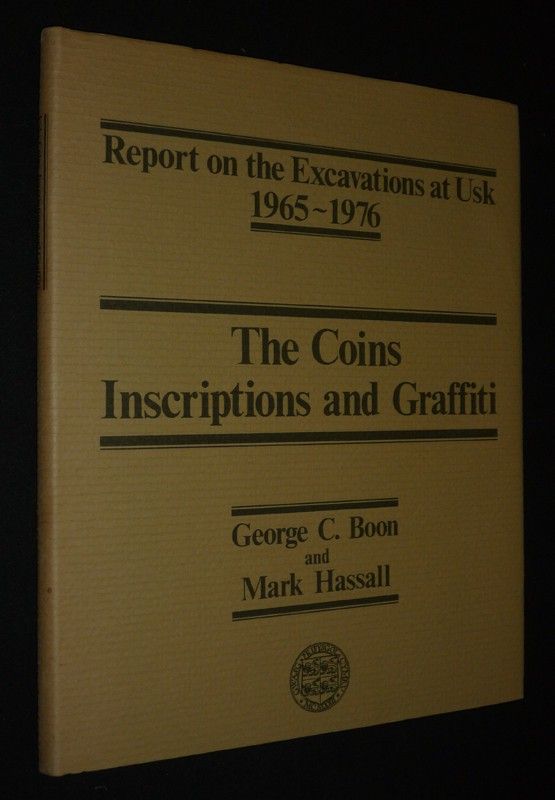 Report on the Excavations at Usk
1965~1976
The Coins
Inscriptions and Graffiti
George C. Boon
and
Mark Hassall